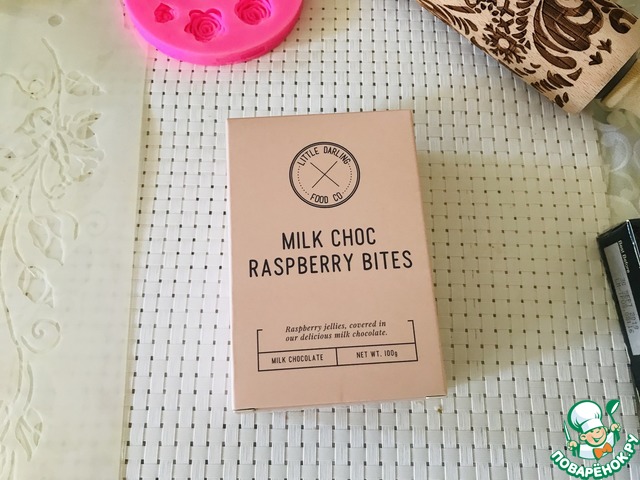 LITTLE DARLING
FOOD CO
MILK CHOC
RASPBERRY BITES
Raspberry jellies, covered in
our delicious milk chocolate.
MILK CHOCOLATE
NET WT. 100g
ПОВАРЁНОК.РУ